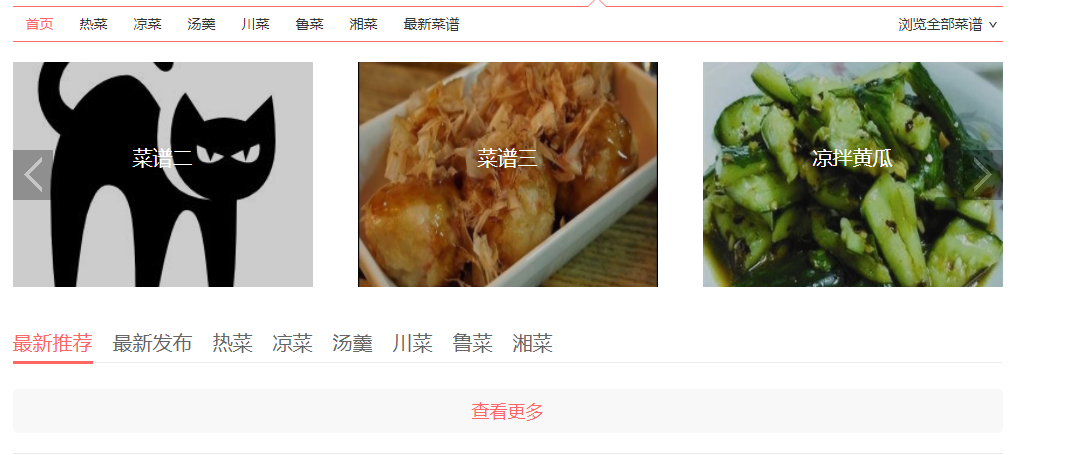 首页 热菜 凉菜 汤羹 川菜 鲁菜 湘菜 最新菜谱 浏览全部菜谱
菜谱二 菜谱三 凉拌黄瓜
最新推荐 最新发布 热菜 凉菜 汤羹 川菜 鲁菜 湘菜
查看更多